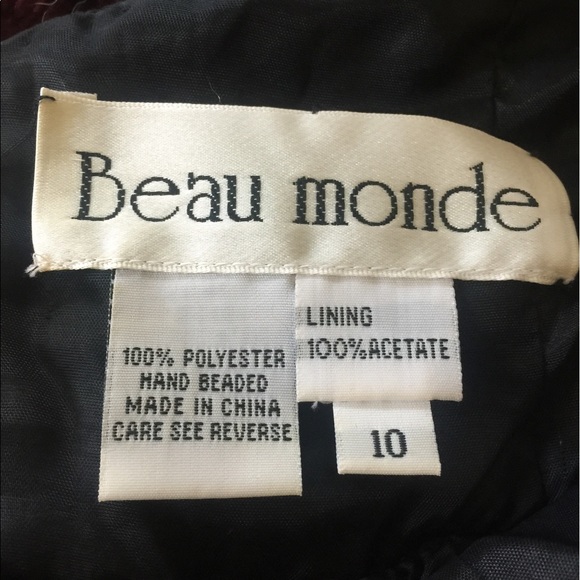 Beau monde
100% POLYESTER
HAND BEADED
MADE IN CHINA
CARE SEE REVERSE
LINING
100% ACETATE
10